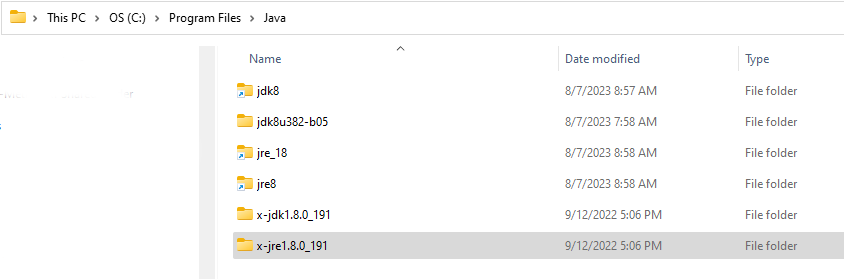 This PC > OS (C:) > Program Files > Java
Name Date modified Type
jdk8 8/7/2023 8:57 AM File folder
jdk8u382-b05 8/7/2023 7:58 AM File folder
jre_18 8/7/2023 8:58 AM File folder
jre8 8/7/2023 8:58 AM File folder
x-jdk1.8.0_191 9/12/2022 5:06 PM File folder
x-jre1.8.0_191 9/12/2022 5:06 PM File folder